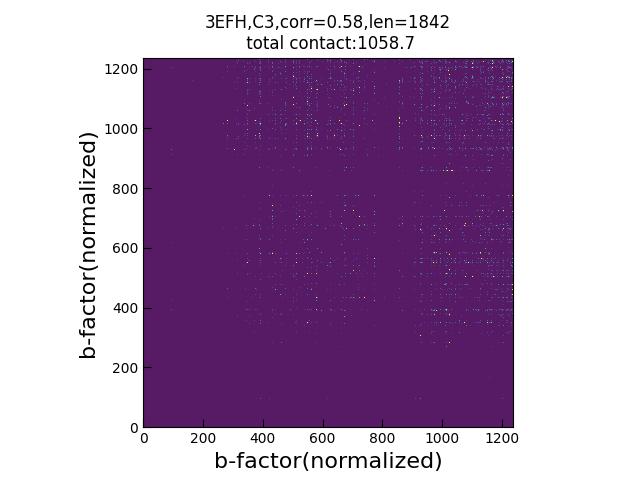 3EFH,C3,corr=0.58,len=1842
total contact:1058.7
1200
1000
800
600
400
200
0
b-factor(normalized)
0 200 400 600 800 1000 1200
b-factor(normalized)